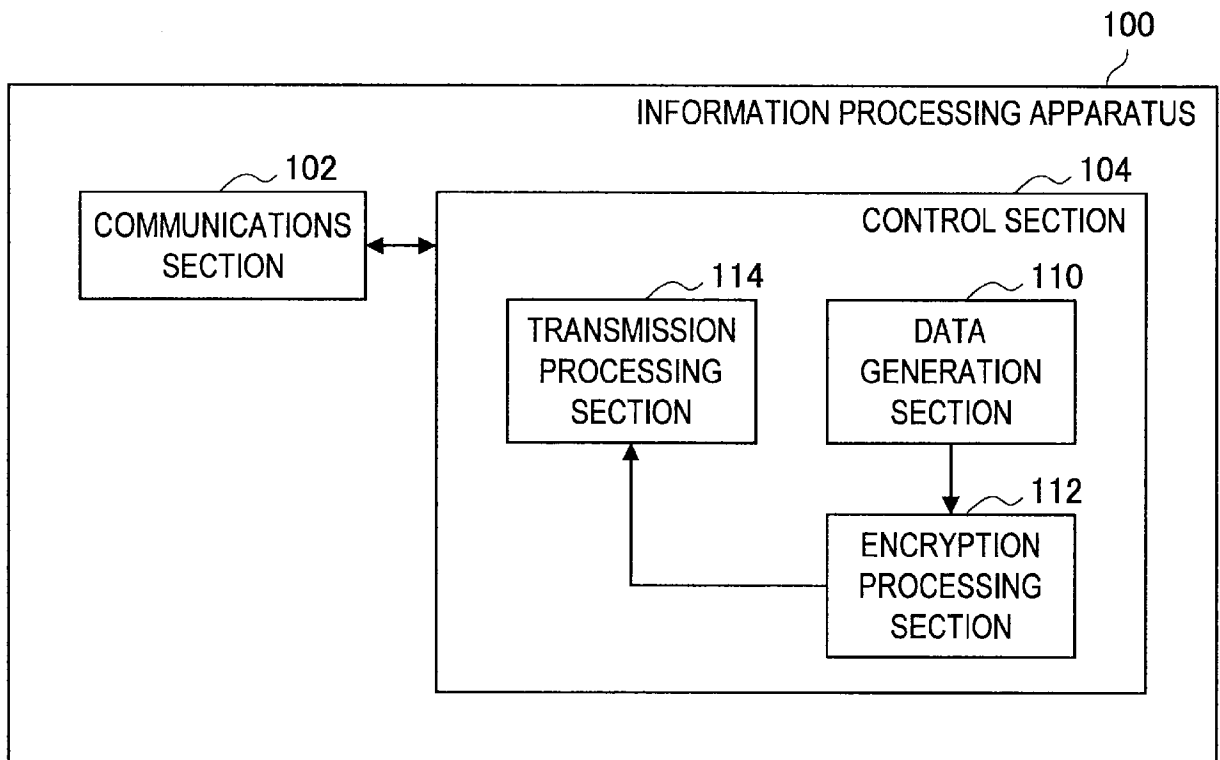 100
INFORMATION PROCESSING APPARATUS
102
COMMUNICATIONS
SECTION
104
CONTROL SECTION
114
TRANSMISSION
PROCESSING
SECTION
110
DATA
GENERATION
SECTION
112
ENCRYPTION
PROCESSING
SECTION